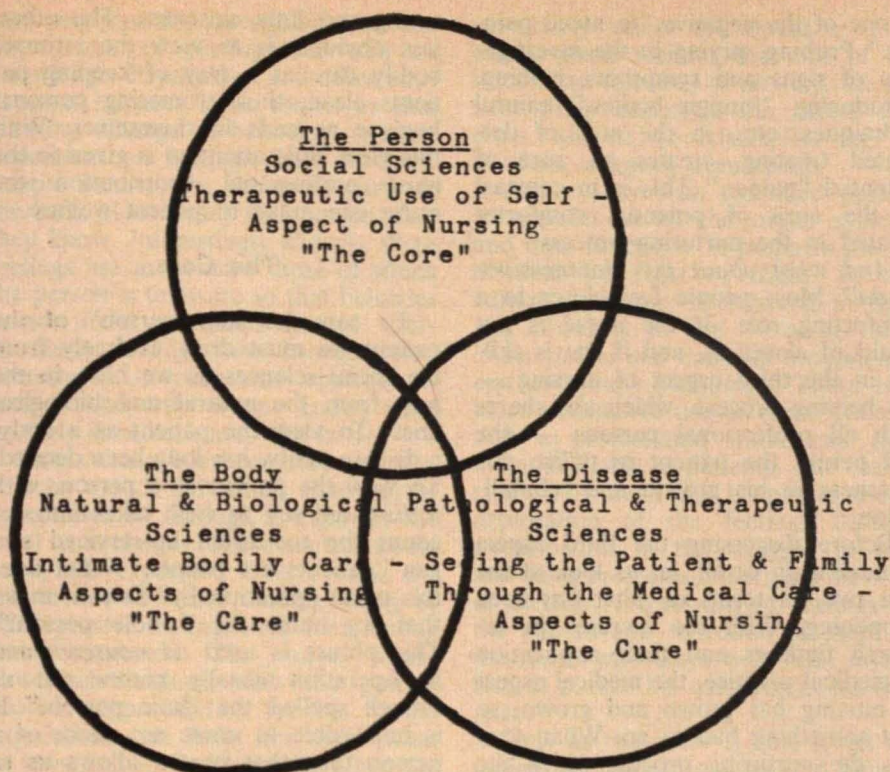 The Person
Social Sciences
Therapeutic Use of Self -
Aspect of Nursing
"The Core"
The Body
Natural & Biological
Sciences
Intimate Bodily Care -
Aspects of Nursing
"The Care"
The Disease
Pathological & Therapeutic
Sciences
Seeing the Patient & Family
Through the Medical Care -
Aspects of Nursing
"The Cure"